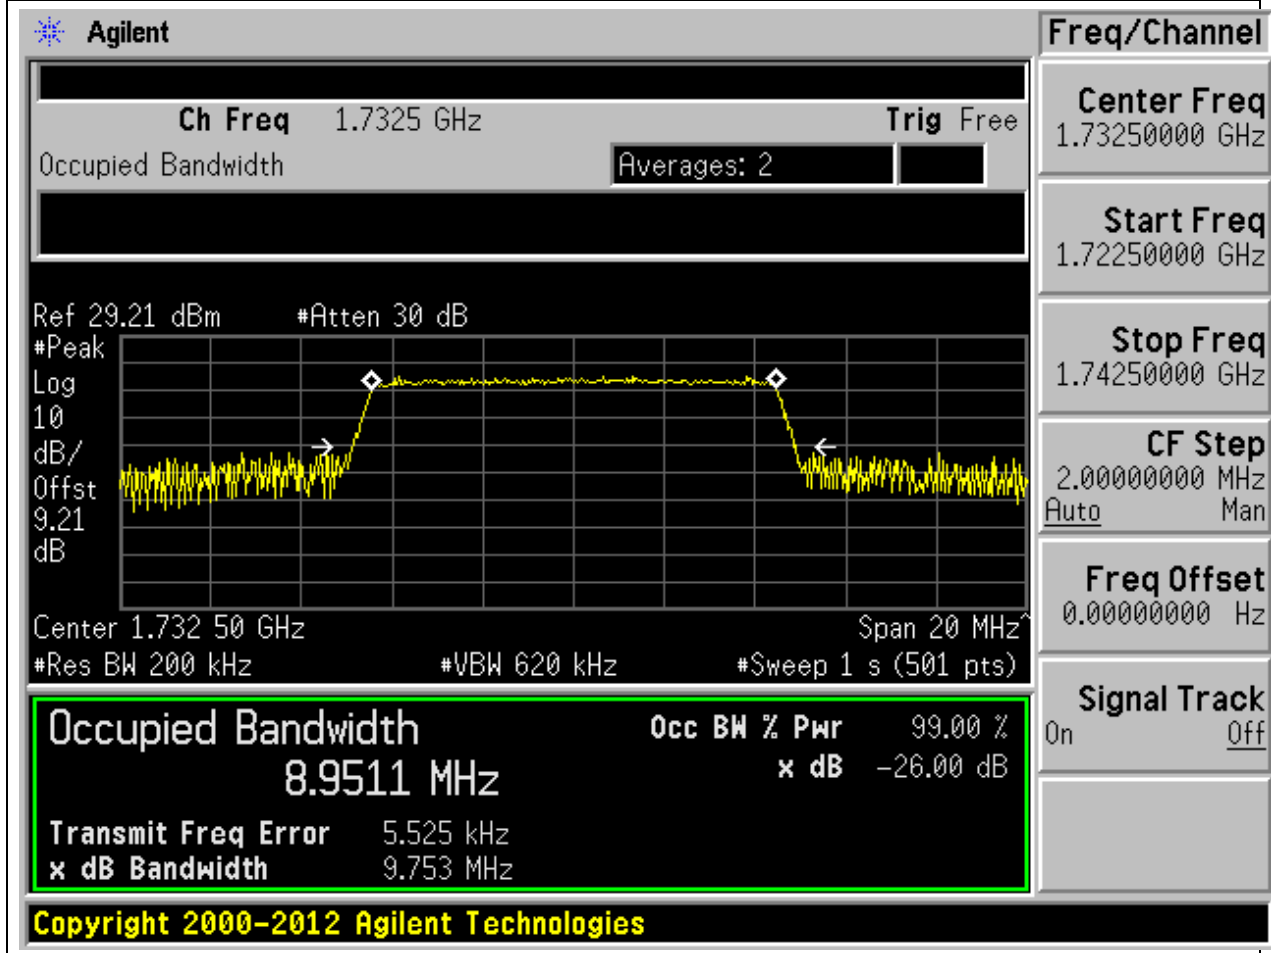 Agilent
Freq/Channel
Ch Freq 1.7325 GHz Trig Free
Occupied Bandwidth Averages: 2
Center Freq
1.73250000 GHz
Start Freq
1.72250000 GHz
Stop Freq
1.74250000 GHz
CF Step
2.00000000 MHz
Auto Man
Freq Offset
0.00000000 Hz
Signal Track
On Off
Ref 29.21 dBm #Atten 30 dB
#Peak
Log
10
dB/
Offst
9.21
dB
Center 1.732 50 GHz Span 20 MHz^
#Res BW 200 kHz #VBW 620 kHz #Sweep 1 s (501 pts)
Occupied Bandwidth Occ BW % Pwr 99.00 %
8.9511 MHz x dB -26.00 dB
Transmit Freq Error 5.525 kHz
x dB Bandwidth 9.753 MHz
Copyright 2000-2012 Agilent Technologies